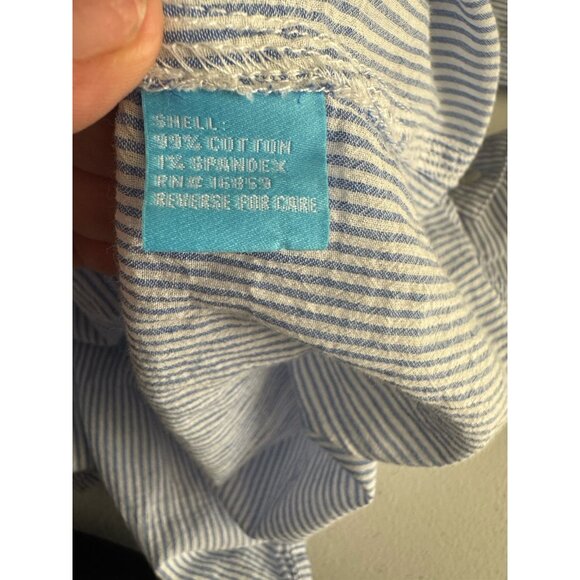 SHELL:
99% COTTON
1% SPANDEX
RN# 16859
REVERSE FOR CARE